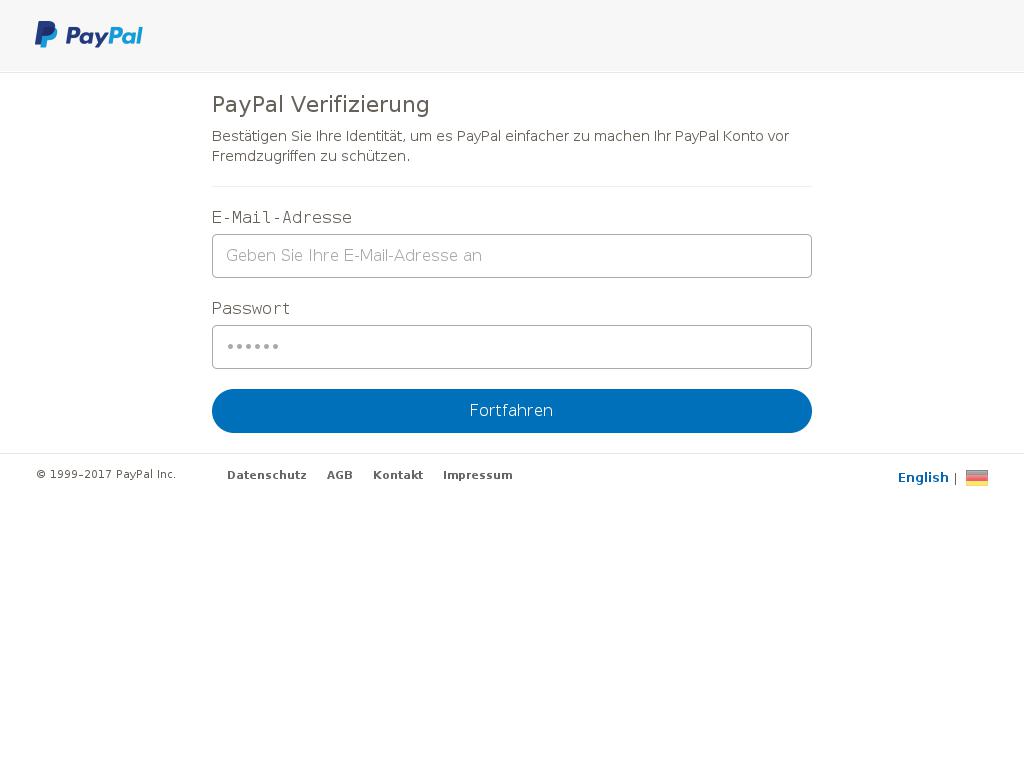 PayPal
PayPal Verifizierung
Bestätigen Sie Ihre Identität, um es PayPal einfacher zu machen Ihr PayPal Konto vor
Fremdzugriffen zu schützen.
E-Mail-Adresse
Geben Sie Ihre E-Mail-Adresse an
Passwort
••••••
Fortfahren
© 1999–2017 PayPal Inc. Datenschutz AGB Kontakt Impressum English |